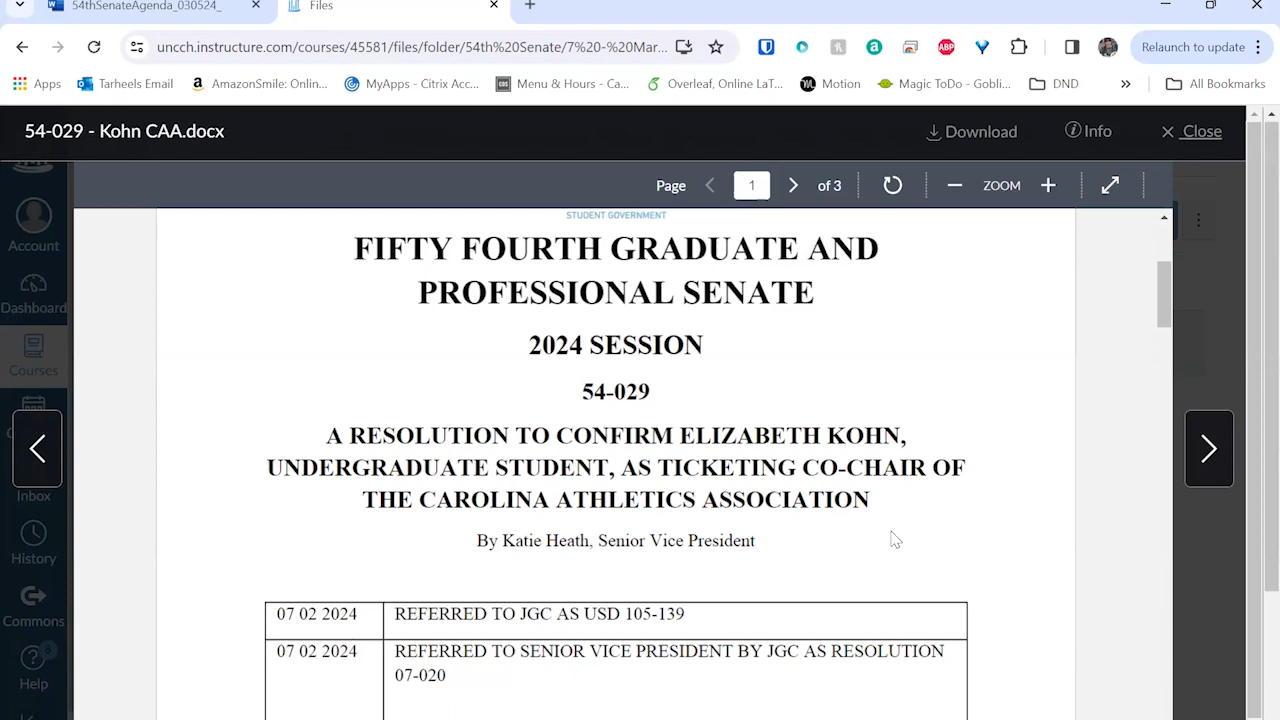 54thSenateAgenda_030524_
Files
uncch.instructure.com/courses/45581/files/folder/54th%20Senate/7%20-%20Mar...
Relaunch to update
Apps
Tarheels Email
AmazonSmile: Onlin...
MyApps - Citrix Acc...
Menu & Hours - Ca...
Overleaf, Online LaT...
Motion
Magic ToDo - Gobli...
DND
All Bookmarks
54-029 - Kohn CAA.docx
Download
Info
Close
Page
1
of 3
ZOOM
Account
Dashboard
Courses
Inbox
History
Commons
8
Help
STUDENT GOVERNMENT
FIFTY FOURTH GRADUATE AND
PROFESSIONAL SENATE
2024 SESSION
54-029
A RESOLUTION TO CONFIRM ELIZABETH KOHN,
UNDERGRADUATE STUDENT, AS TICKETING CO-CHAIR OF
THE CAROLINA ATHLETICS ASSOCIATION
By Katie Heath, Senior Vice President
07 02 2024 REFERRED TO JGC AS USD 105-139
07 02 2024 REFERRED TO SENIOR VICE PRESIDENT BY JGC AS RESOLUTION
07-020